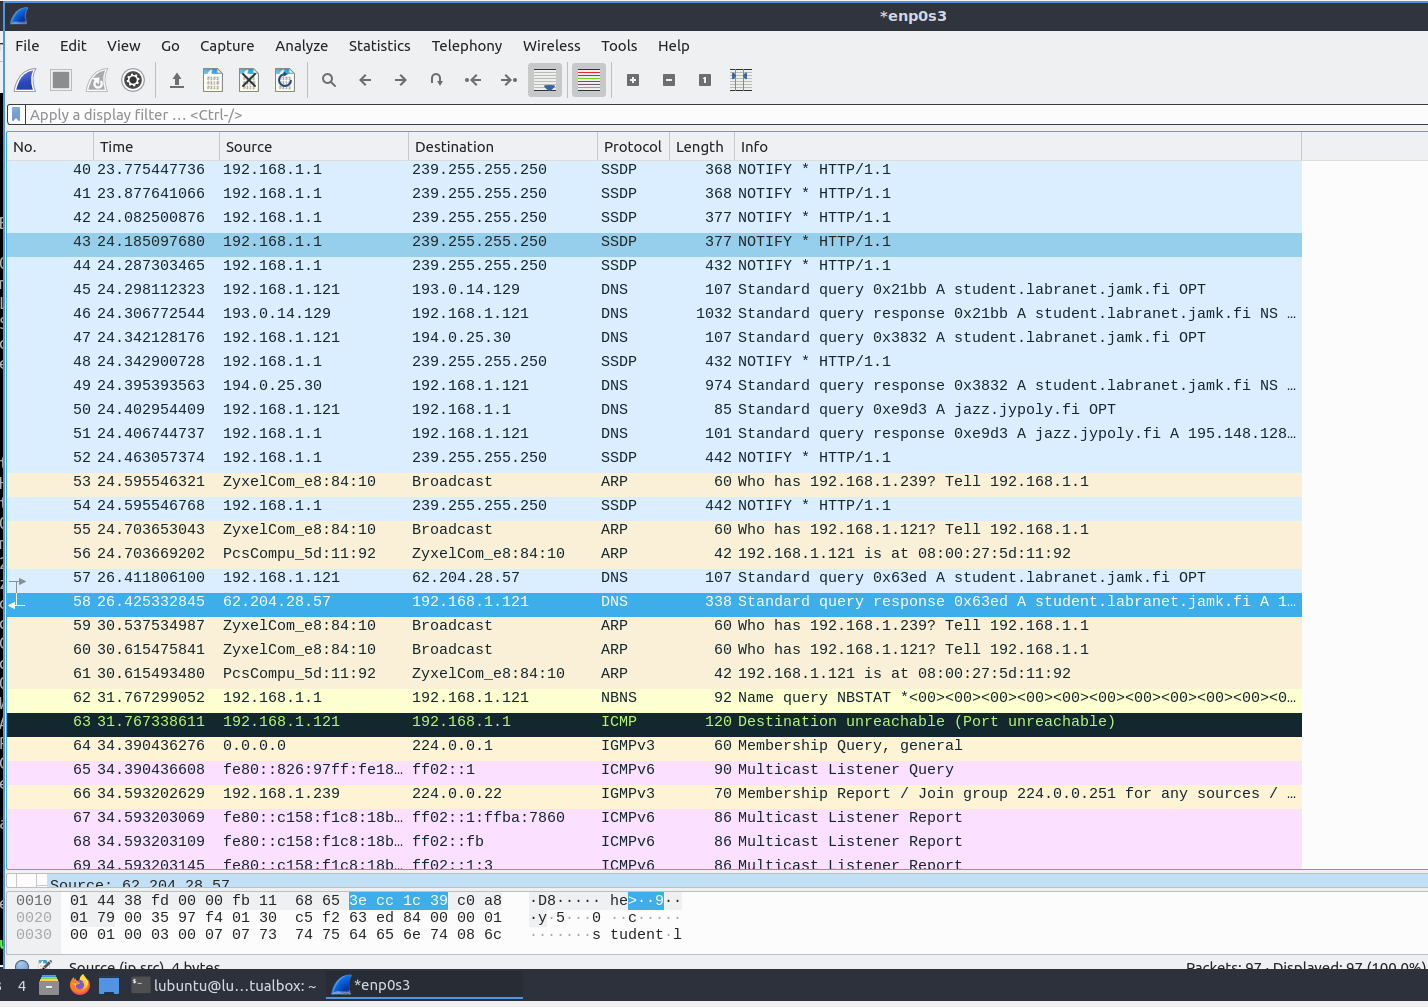 *enp0s3
File Edit View Go Capture Analyze Statistics Telephony Wireless Tools Help
Apply a display filter … <Ctrl-/>
No. Time Source Destination Protocol Length Info
40 23.775447736 192.168.1.1 239.255.255.250 SSDP 368 NOTIFY * HTTP/1.1
41 23.877641066 192.168.1.1 239.255.255.250 SSDP 368 NOTIFY * HTTP/1.1
42 24.082500876 192.168.1.1 239.255.255.250 SSDP 377 NOTIFY * HTTP/1.1
43 24.185097680 192.168.1.1 239.255.255.250 SSDP 377 NOTIFY * HTTP/1.1
44 24.287303465 192.168.1.1 239.255.255.250 SSDP 432 NOTIFY * HTTP/1.1
45 24.298112323 192.168.1.121 193.0.14.129 DNS 107 Standard query 0x21bb A student.labranet.jamk.fi OPT
46 24.306772544 193.0.14.129 192.168.1.121 DNS 1032 Standard query response 0x21bb A student.labranet.jamk.fi NS …
47 24.342128176 192.168.1.121 194.0.25.30 DNS 107 Standard query 0x3832 A student.labranet.jamk.fi OPT
48 24.342900728 192.168.1.1 239.255.255.250 SSDP 432 NOTIFY * HTTP/1.1
49 24.395393563 194.0.25.30 192.168.1.121 DNS 974 Standard query response 0x3832 A student.labranet.jamk.fi NS …
50 24.402954409 192.168.1.121 192.168.1.1 DNS 85 Standard query 0xe9d3 A jazz.jypoly.fi OPT
51 24.406744737 192.168.1.1 192.168.1.121 DNS 101 Standard query response 0xe9d3 A jazz.jypoly.fi A 195.148.128…
52 24.463057374 192.168.1.1 239.255.255.250 SSDP 442 NOTIFY * HTTP/1.1
53 24.595546321 ZyxelCom_e8:84:10 Broadcast ARP 60 Who has 192.168.1.239? Tell 192.168.1.1
54 24.595546768 192.168.1.1 239.255.255.250 SSDP 442 NOTIFY * HTTP/1.1
55 24.703653043 ZyxelCom_e8:84:10 Broadcast ARP 60 Who has 192.168.1.121? Tell 192.168.1.1
56 24.703669202 PcsCompu_5d:11:92 ZyxelCom_e8:84:10 ARP 42 192.168.1.121 is at 08:00:27:5d:11:92
57 26.411806100 192.168.1.121 62.204.28.57 DNS 107 Standard query 0x63ed A student.labranet.jamk.fi OPT
58 26.425332845 62.204.28.57 192.168.1.121 DNS 338 Standard query response 0x63ed A student.labranet.jamk.fi A 1…
59 30.537534987 ZyxelCom_e8:84:10 Broadcast ARP 60 Who has 192.168.1.239? Tell 192.168.1.1
60 30.615475841 ZyxelCom_e8:84:10 Broadcast ARP 60 Who has 192.168.1.121? Tell 192.168.1.1
61 30.615493480 PcsCompu_5d:11:92 ZyxelCom_e8:84:10 ARP 42 192.168.1.121 is at 08:00:27:5d:11:92
62 31.767299052 192.168.1.1 192.168.1.121 NBNS 92 Name query NBSTAT *<00><00><00><00><00><00><00><00><00><00><0…
63 31.767338611 192.168.1.121 192.168.1.1 ICMP 120 Destination unreachable (Port unreachable)
64 34.390436276 0.0.0.0 224.0.0.1 IGMPv3 60 Membership Query, general
65 34.390436608 fe80::826:97ff:fe18… ff02::1 ICMPv6 90 Multicast Listener Query
66 34.593202629 192.168.1.239 224.0.0.22 IGMPv3 70 Membership Report / Join group 224.0.0.251 for any sources / …
67 34.593203069 fe80::c158:f1c8:18b… ff02::1:ffba:7860 ICMPv6 86 Multicast Listener Report
68 34.593203109 fe80::c158:f1c8:18b… ff02::fb ICMPv6 86 Multicast Listener Report
69 34.593203145 fe80::c158:f1c8:18b… ff02::1:3 ICMPv6 86 Multicast Listener Report
Source: 62.204.28.57
0010 01 44 38 fd 00 00 fb 11 68 65 3e cc 1c 39 c0 a8 ·D8····· he>··9··
0020 01 79 00 35 97 f4 01 30 c5 f2 63 ed 84 00 00 01 ·y·5···0 ··c·····
0030 00 01 00 03 00 07 07 73 74 75 64 65 6e 74 08 6c ·······s tudent·l
Source (ip.src), 4 bytes
Packets: 97 · Displayed: 97 (100.0%)
4 lubuntu@lu…tualbox: ~ *enp0s3